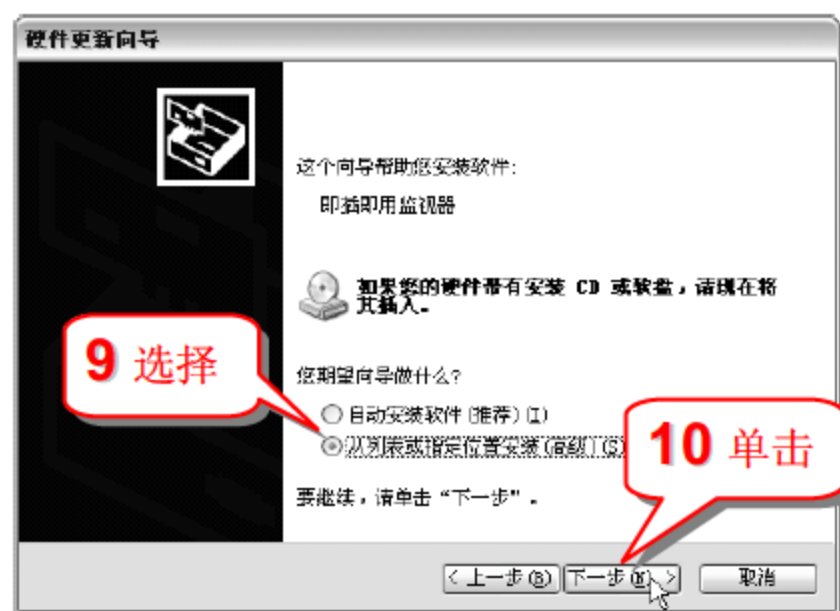 硬件更新向导
这个向导帮助您安装软件:
即插即用监视器
如果您的硬件带有安装 CD 或软盘，请现在将
其插入。
9 选择
您期望向导做什么?
自动安装软件(推荐)(I)
从列表或指定位置安装(高级)(S)
10 单击
要继续，请单击“下一步”。
< 上一步(B)
下一步(N) >
取消